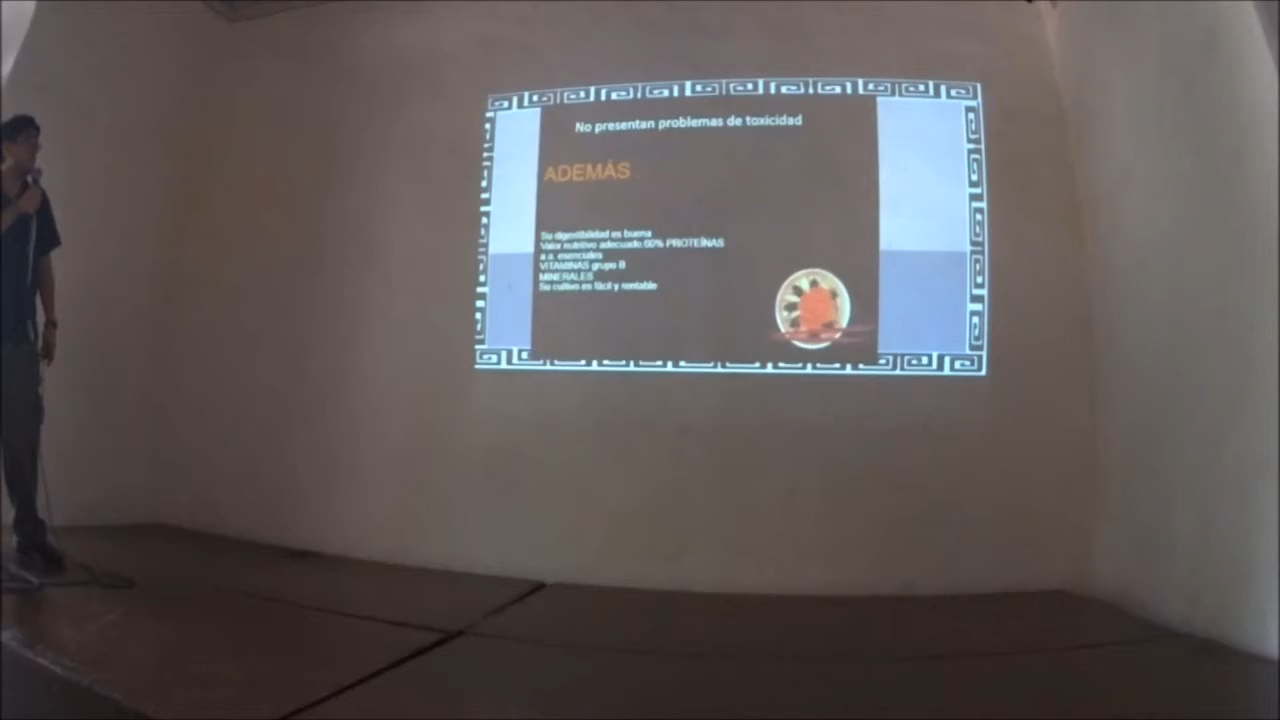 No presentan problemas de toxicidad
ADEMÁS
Su digestibilidad es buena
Valor nutritivo adecuado 60% PROTEÍNAS
a.a. esenciales
VITAMINAS grupo B
MINERALES
Su cultivo es fácil y rentable